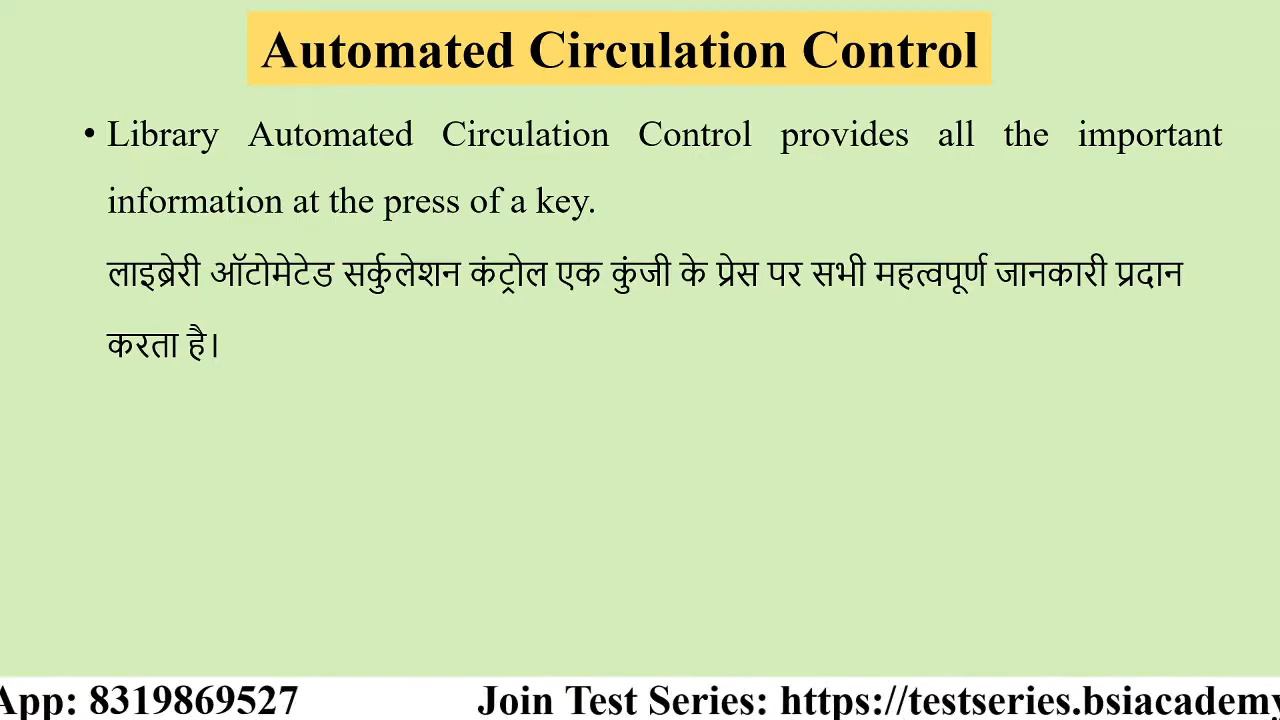 Automated Circulation Control
• Library Automated Circulation Control provides all the important
information at the press of a key.
लाइब्रेरी ऑटोमेटेड सर्कुलेशन कंट्रोल एक कुंजी के प्रेस पर सभी महत्वपूर्ण जानकारी प्रदान
करता है।
App: 8319869527 Join Test Series: https://testseries.bsiacademy